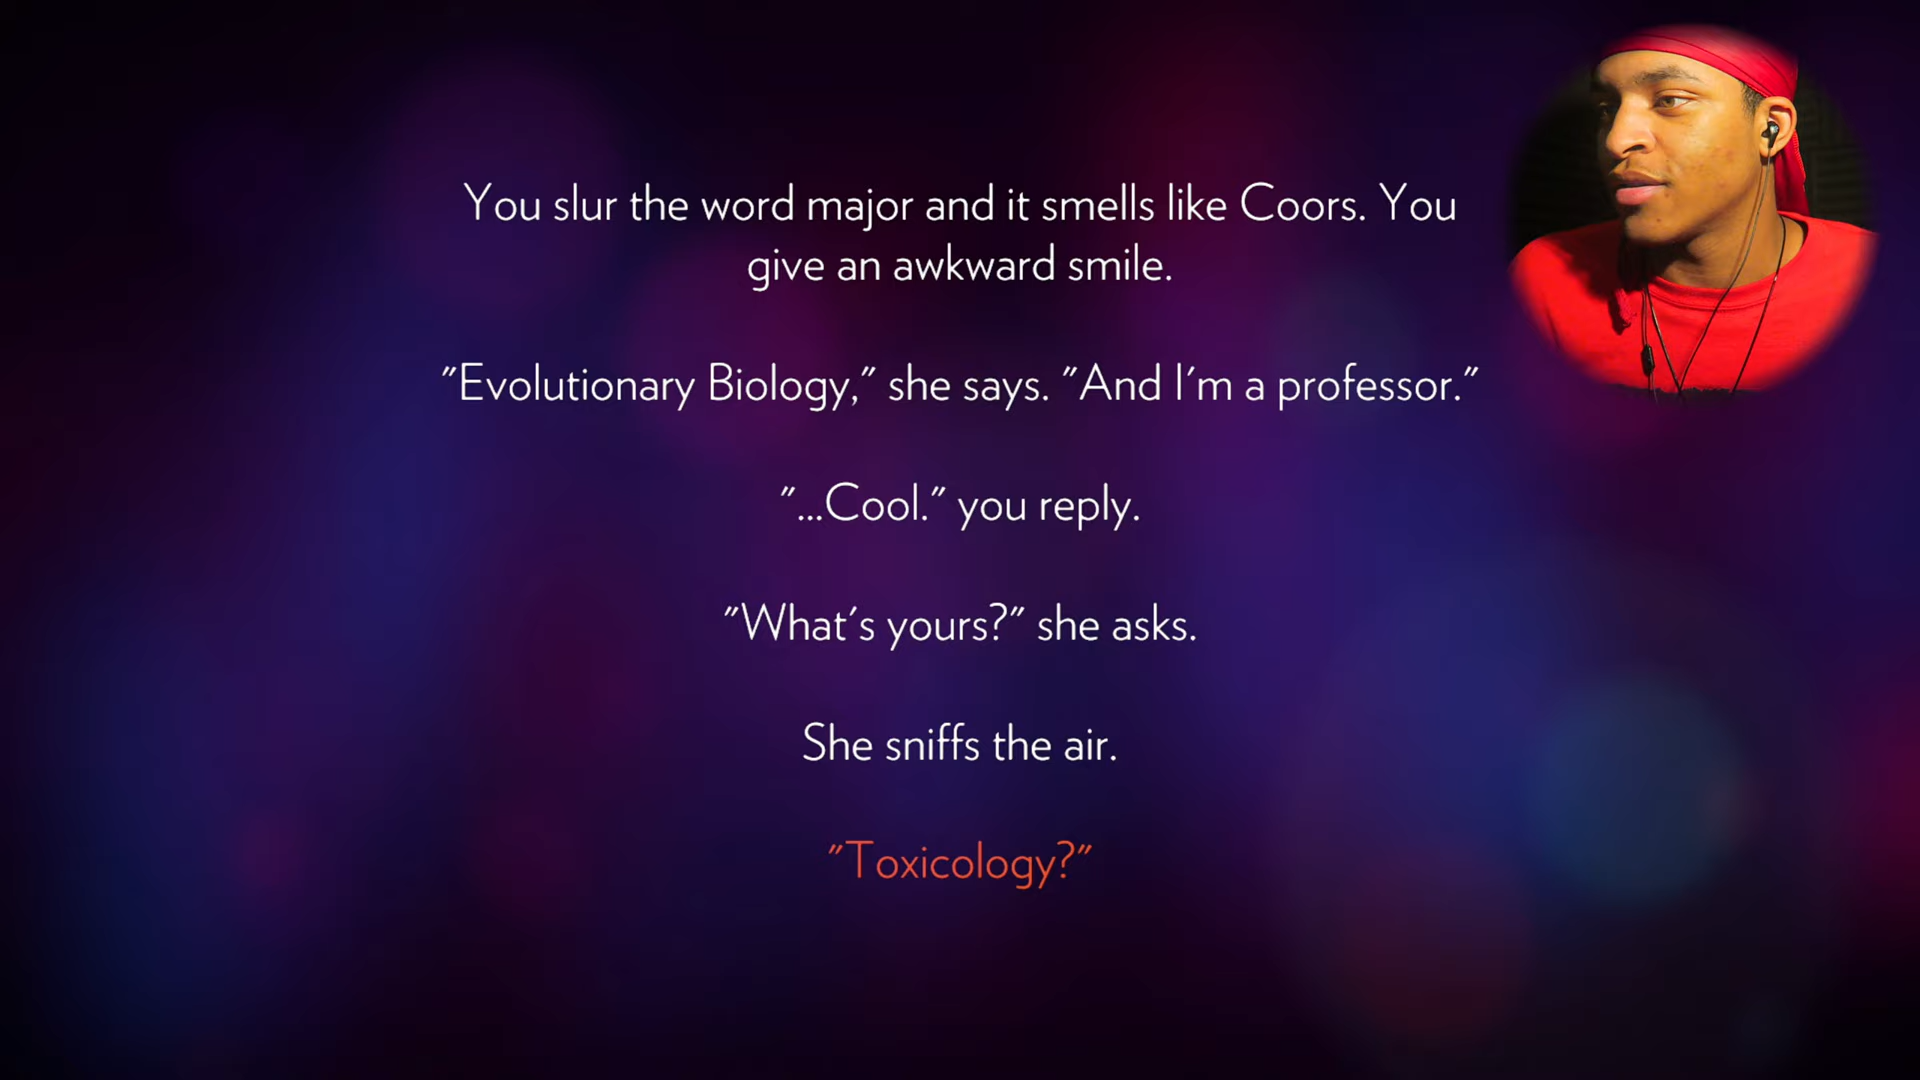 You slur the word major and it smells like Coors. You
give an awkward smile.
"Evolutionary Biology," she says. "And I'm a professor."
"...Cool." you reply.
"What's yours?" she asks.
She sniffs the air.
"Toxicology?"